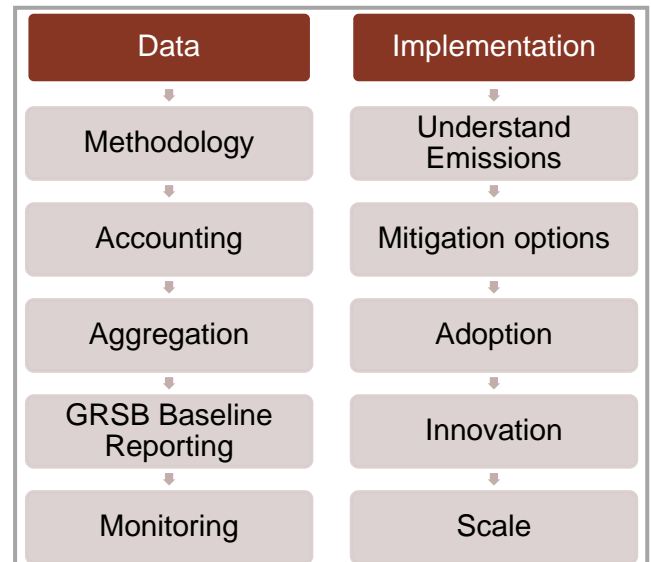 Data
Methodology
Accounting
Aggregation
GRSB Baseline
Reporting
Monitoring
Implementation
Understand
Emissions
Mitigation options
Adoption
Innovation
Scale